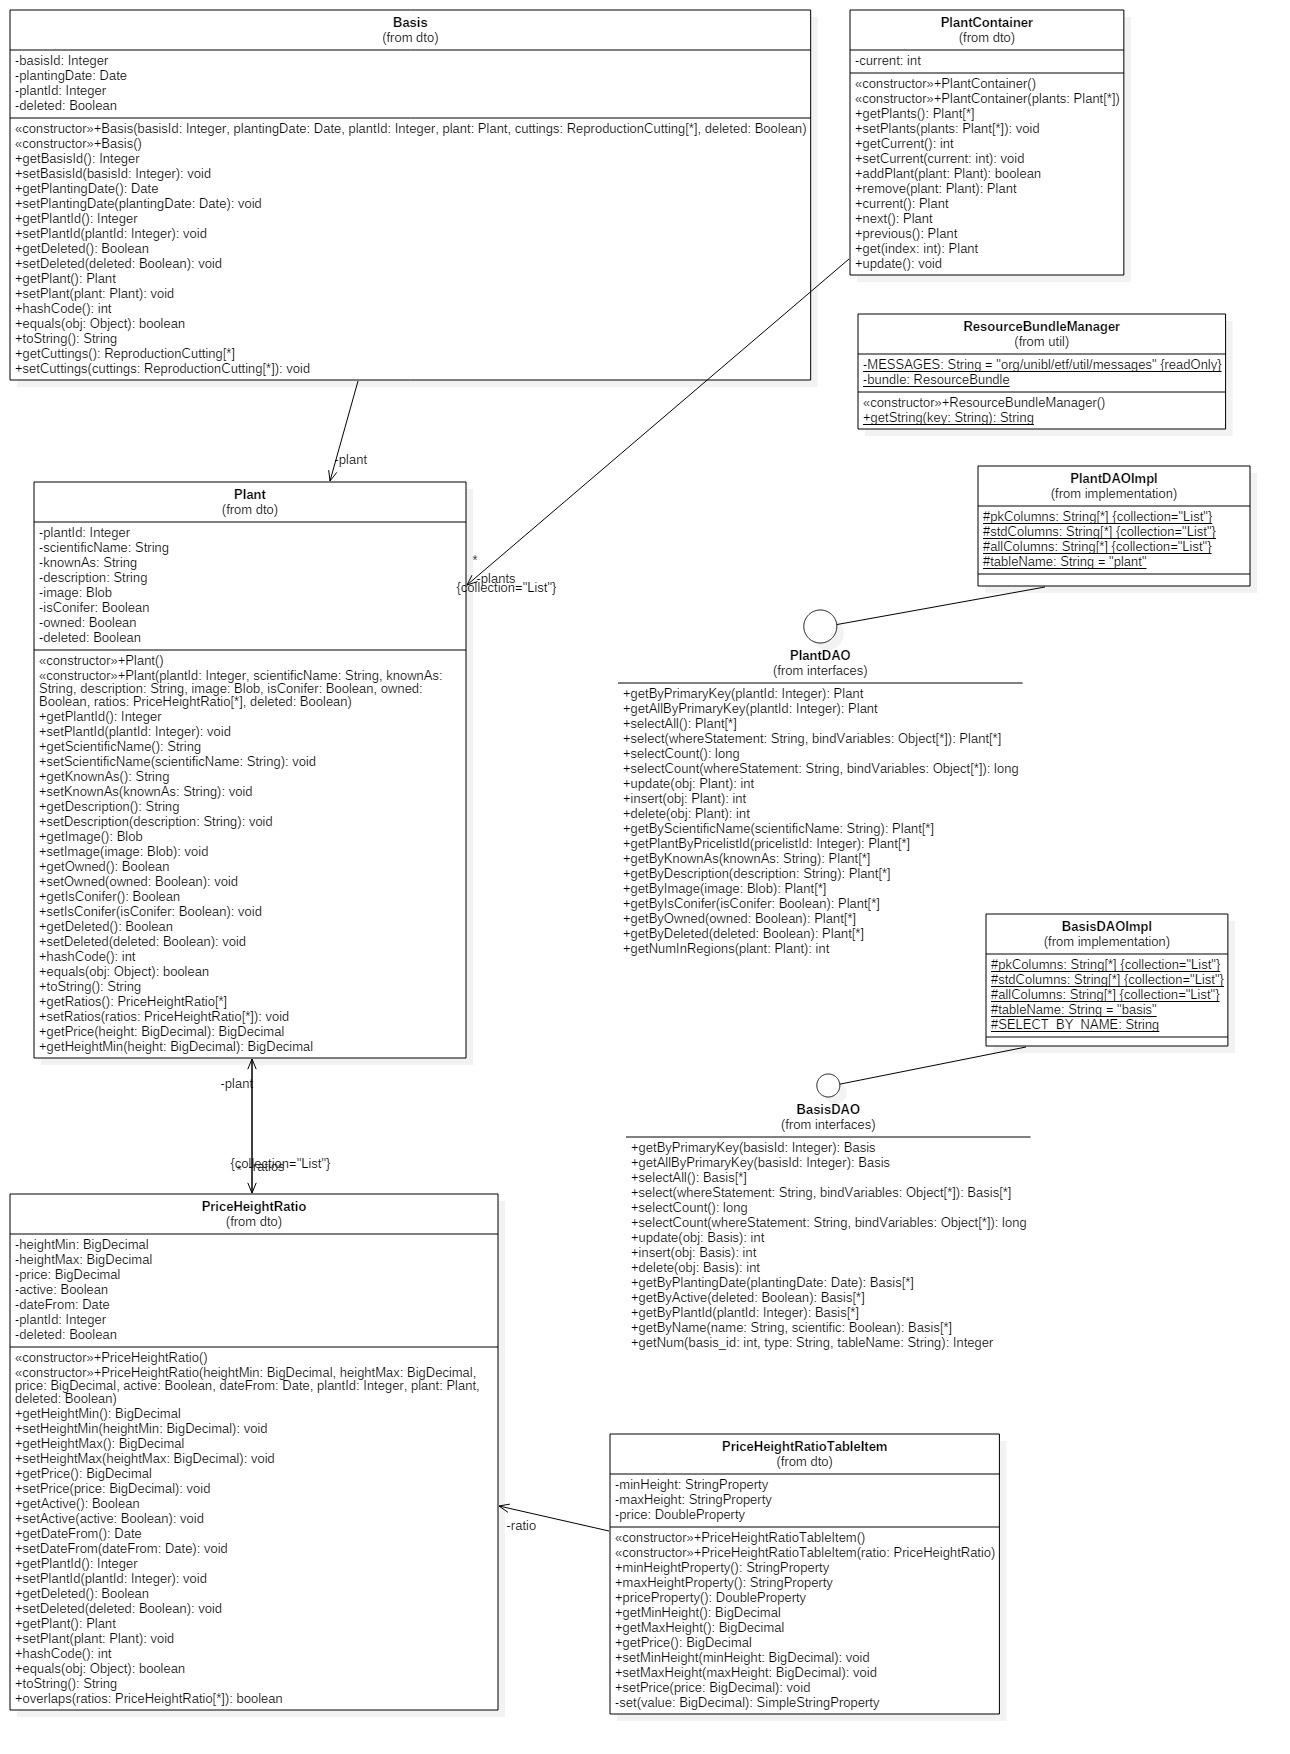 Basis
(from dto)
-basisId: Integer
-plantingDate: Date
-plantId: Integer
-deleted: Boolean
«constructor»+Basis(basisId: Integer, plantingDate: Date, plantId: Integer, plant: Plant, cuttings: ReproductionCutting[*], deleted: Boolean)
«constructor»+Basis()
+getBasisId(): Integer
+setBasisId(basisId: Integer): void
+getPlantingDate(): Date
+setPlantingDate(plantingDate: Date): void
+getPlantId(): Integer
+setPlantId(plantId: Integer): void
+getDeleted(): Boolean
+setDeleted(deleted: Boolean): void
+getPlant(): Plant
+setPlant(plant: Plant): void
+hashCode(): int
+equals(obj: Object): boolean
+toString(): String
+getCuttings(): ReproductionCutting[*]
+setCuttings(cuttings: ReproductionCutting[*]): void
PlantContainer
(from dto)
-current: int
«constructor»+PlantContainer()
«constructor»+PlantContainer(plants: Plant[*])
+getPlants(): Plant[*]
+setPlants(plants: Plant[*]): void
+getCurrent(): int
+setCurrent(current: int): void
+addPlant(plant: Plant): boolean
+remove(plant: Plant): Plant
+current(): Plant
+next(): Plant
+previous(): Plant
+get(index: int): Plant
+update(): void
ResourceBundleManager
(from util)
-MESSAGES: String = "org/unibl/etf/util/messages" {readOnly}
-bundle: ResourceBundle
«constructor»+ResourceBundleManager()
+getString(key: String): String
-plant
*
-plants
{collection="List"}
Plant
(from dto)
-plantId: Integer
-scientificName: String
-knownAs: String
-description: String
-image: Blob
-isConifer: Boolean
-owned: Boolean
-deleted: Boolean
«constructor»+Plant()
«constructor»+Plant(plantId: Integer, scientificName: String, knownAs:
String, description: String, image: Blob, isConifer: Boolean, owned:
Boolean, ratios: PriceHeightRatio[*], deleted: Boolean)
+getPlantId(): Integer
+setPlantId(plantId: Integer): void
+getScientificName(): String
+setScientificName(scientificName: String): void
+getKnownAs(): String
+setKnownAs(knownAs: String): void
+getDescription(): String
+setDescription(description: String): void
+getImage(): Blob
+setImage(image: Blob): void
+getOwned(): Boolean
+setOwned(owned: Boolean): void
+getIsConifer(): Boolean
+setIsConifer(isConifer: Boolean): void
+getDeleted(): Boolean
+setDeleted(deleted: Boolean): void
+hashCode(): int
+equals(obj: Object): boolean
+toString(): String
+getRatios(): PriceHeightRatio[*]
+setRatios(ratios: PriceHeightRatio[*]): void
+getPrice(height: BigDecimal): BigDecimal
+getHeightMin(height: BigDecimal): BigDecimal
PlantDAOImpl
(from implementation)
#pkColumns: String[*] {collection="List"}
#stdColumns: String[*] {collection="List"}
#allColumns: String[*] {collection="List"}
#tableName: String = "plant"
PlantDAO
(from interfaces)
+getByPrimaryKey(plantId: Integer): Plant
+getAllByPrimaryKey(plantId: Integer): Plant
+selectAll(): Plant[*]
+select(whereStatement: String, bindVariables: Object[*]): Plant[*]
+selectCount(): long
+selectCount(whereStatement: String, bindVariables: Object[*]): long
+update(obj: Plant): int
+insert(obj: Plant): int
+delete(obj: Plant): int
+getByScientificName(scientificName: String): Plant[*]
+getPlantByPricelistId(pricelistId: Integer): Plant[*]
+getByKnownAs(knownAs: String): Plant[*]
+getByDescription(description: String): Plant[*]
+getByImage(image: Blob): Plant[*]
+getByIsConifer(isConifer: Boolean): Plant[*]
+getByOwned(owned: Boolean): Plant[*]
+getByDeleted(deleted: Boolean): Plant[*]
+getNumInRegions(plant: Plant): int
BasisDAOImpl
(from implementation)
#pkColumns: String[*] {collection="List"}
#stdColumns: String[*] {collection="List"}
#allColumns: String[*] {collection="List"}
#tableName: String = "basis"
#SELECT_BY_NAME: String
BasisDAO
(from interfaces)
+getByPrimaryKey(basisId: Integer): Basis
+getAllByPrimaryKey(basisId: Integer): Basis
+selectAll(): Basis[*]
+select(whereStatement: String, bindVariables: Object[*]): Basis[*]
+selectCount(): long
+selectCount(whereStatement: String, bindVariables: Object[*]): long
+update(obj: Basis): int
+insert(obj: Basis): int
+delete(obj: Basis): int
+getByPlantingDate(plantingDate: Date): Basis[*]
+getByActive(deleted: Boolean): Basis[*]
+getByPlantId(plantId: Integer): Basis[*]
+getByName(name: String, scientific: Boolean): Basis[*]
+getNum(basis_id: int, type: String, tableName: String): Integer
-plant
{collection="List"}
* -ratios
PriceHeightRatio
(from dto)
-heightMin: BigDecimal
-heightMax: BigDecimal
-price: BigDecimal
-active: Boolean
-dateFrom: Date
-plantId: Integer
-deleted: Boolean
«constructor»+PriceHeightRatio()
«constructor»+PriceHeightRatio(heightMin: BigDecimal, heightMax: BigDecimal,
price: BigDecimal, active: Boolean, dateFrom: Date, plantId: Integer, plant: Plant,
deleted: Boolean)
+getHeightMin(): BigDecimal
+setHeightMin(heightMin: BigDecimal): void
+getHeightMax(): BigDecimal
+setHeightMax(heightMax: BigDecimal): void
+getPrice(): BigDecimal
+setPrice(price: BigDecimal): void
+getActive(): Boolean
+setActive(active: Boolean): void
+getDateFrom(): Date
+setDateFrom(dateFrom: Date): void
+getPlantId(): Integer
+setPlantId(plantId: Integer): void
+getDeleted(): Boolean
+setDeleted(deleted: Boolean): void
+getPlant(): Plant
+setPlant(plant: Plant): void
+hashCode(): int
+equals(obj: Object): boolean
+toString(): String
+overlaps(ratios: PriceHeightRatio[*]): boolean
-ratio
PriceHeightRatioTableItem
(from dto)
-minHeight: StringProperty
-maxHeight: StringProperty
-price: DoubleProperty
«constructor»+PriceHeightRatioTableItem()
«constructor»+PriceHeightRatioTableItem(ratio: PriceHeightRatio)
+minHeightProperty(): StringProperty
+maxHeightProperty(): StringProperty
+priceProperty(): DoubleProperty
+getMinHeight(): BigDecimal
+getMaxHeight(): BigDecimal
+getPrice(): BigDecimal
+setMinHeight(minHeight: BigDecimal): void
+setMaxHeight(maxHeight: BigDecimal): void
+setPrice(price: BigDecimal): void
-set(value: BigDecimal): SimpleStringProperty